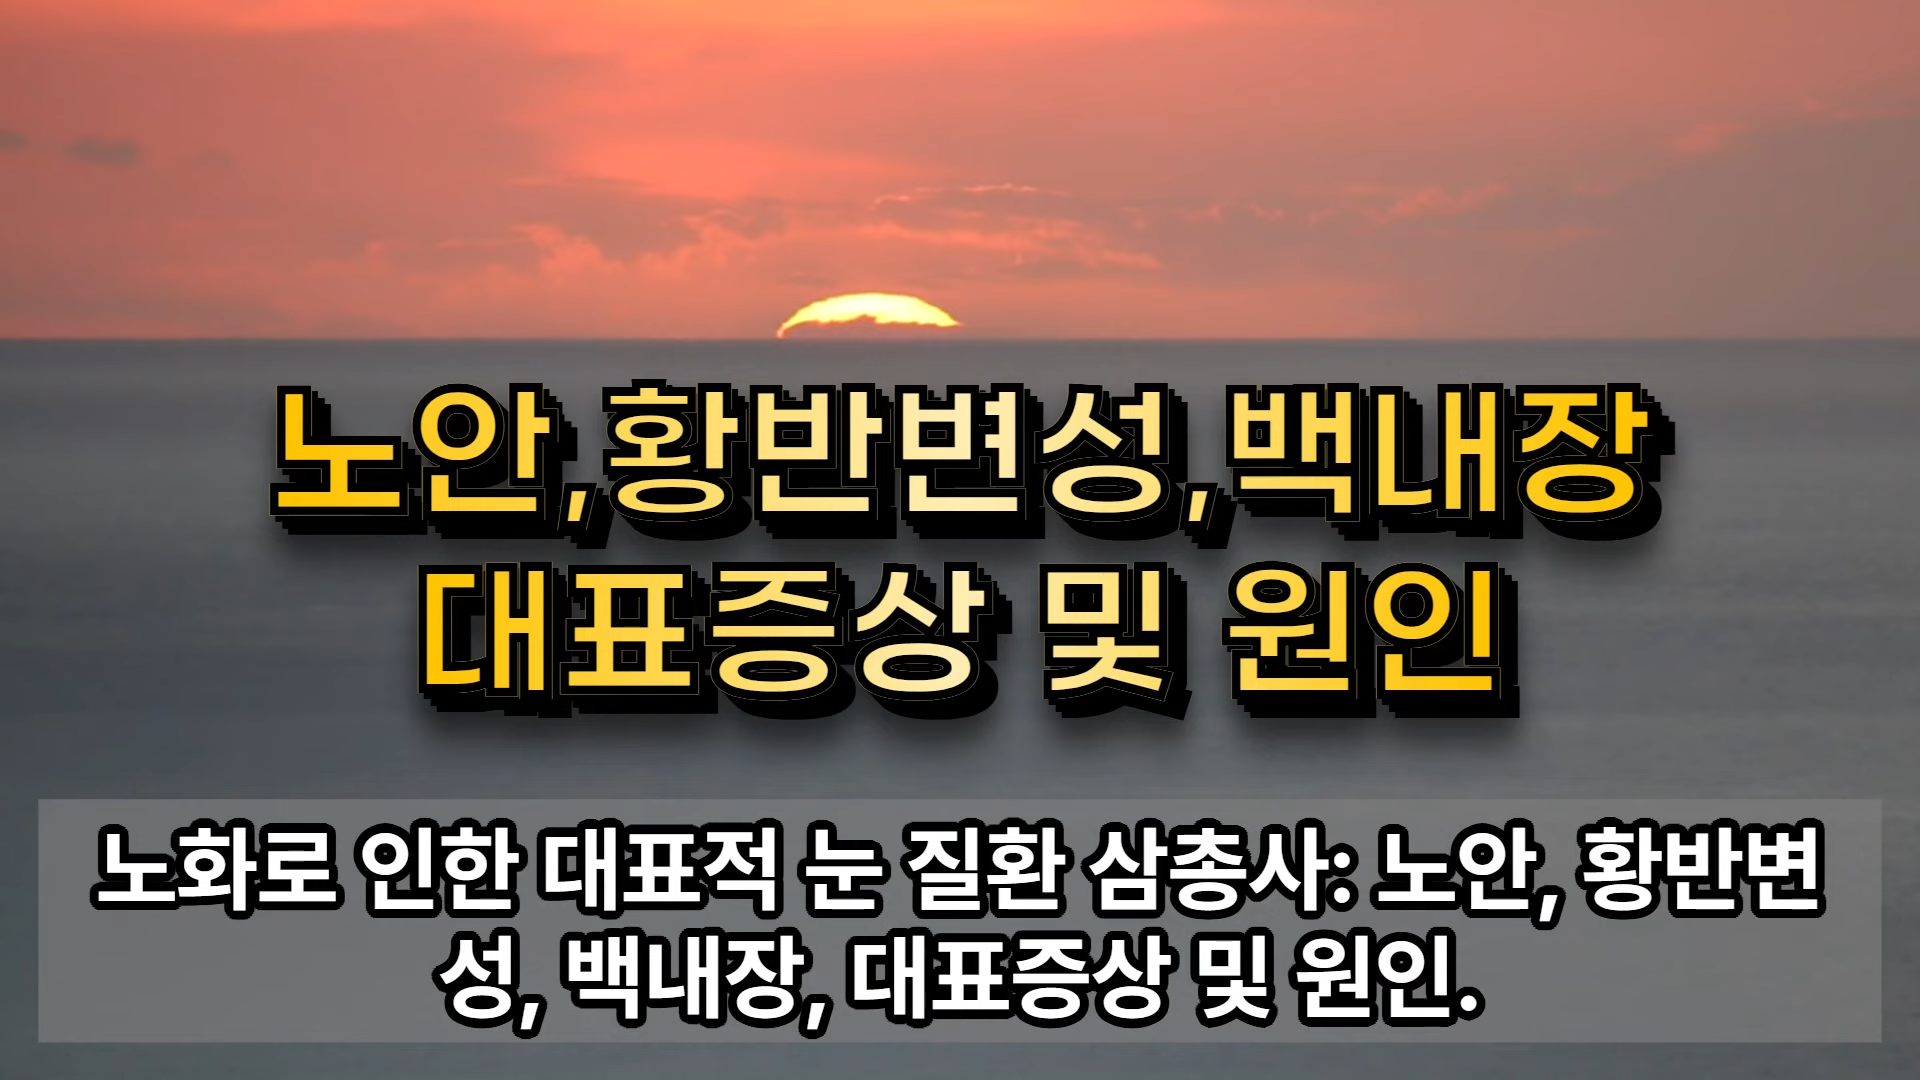 노안,황반변성,백내장
대표증상 및 원인
노화로 인한 대표적 눈 질환 삼총사: 노안, 황반변
성, 백내장, 대표증상 및 원인.